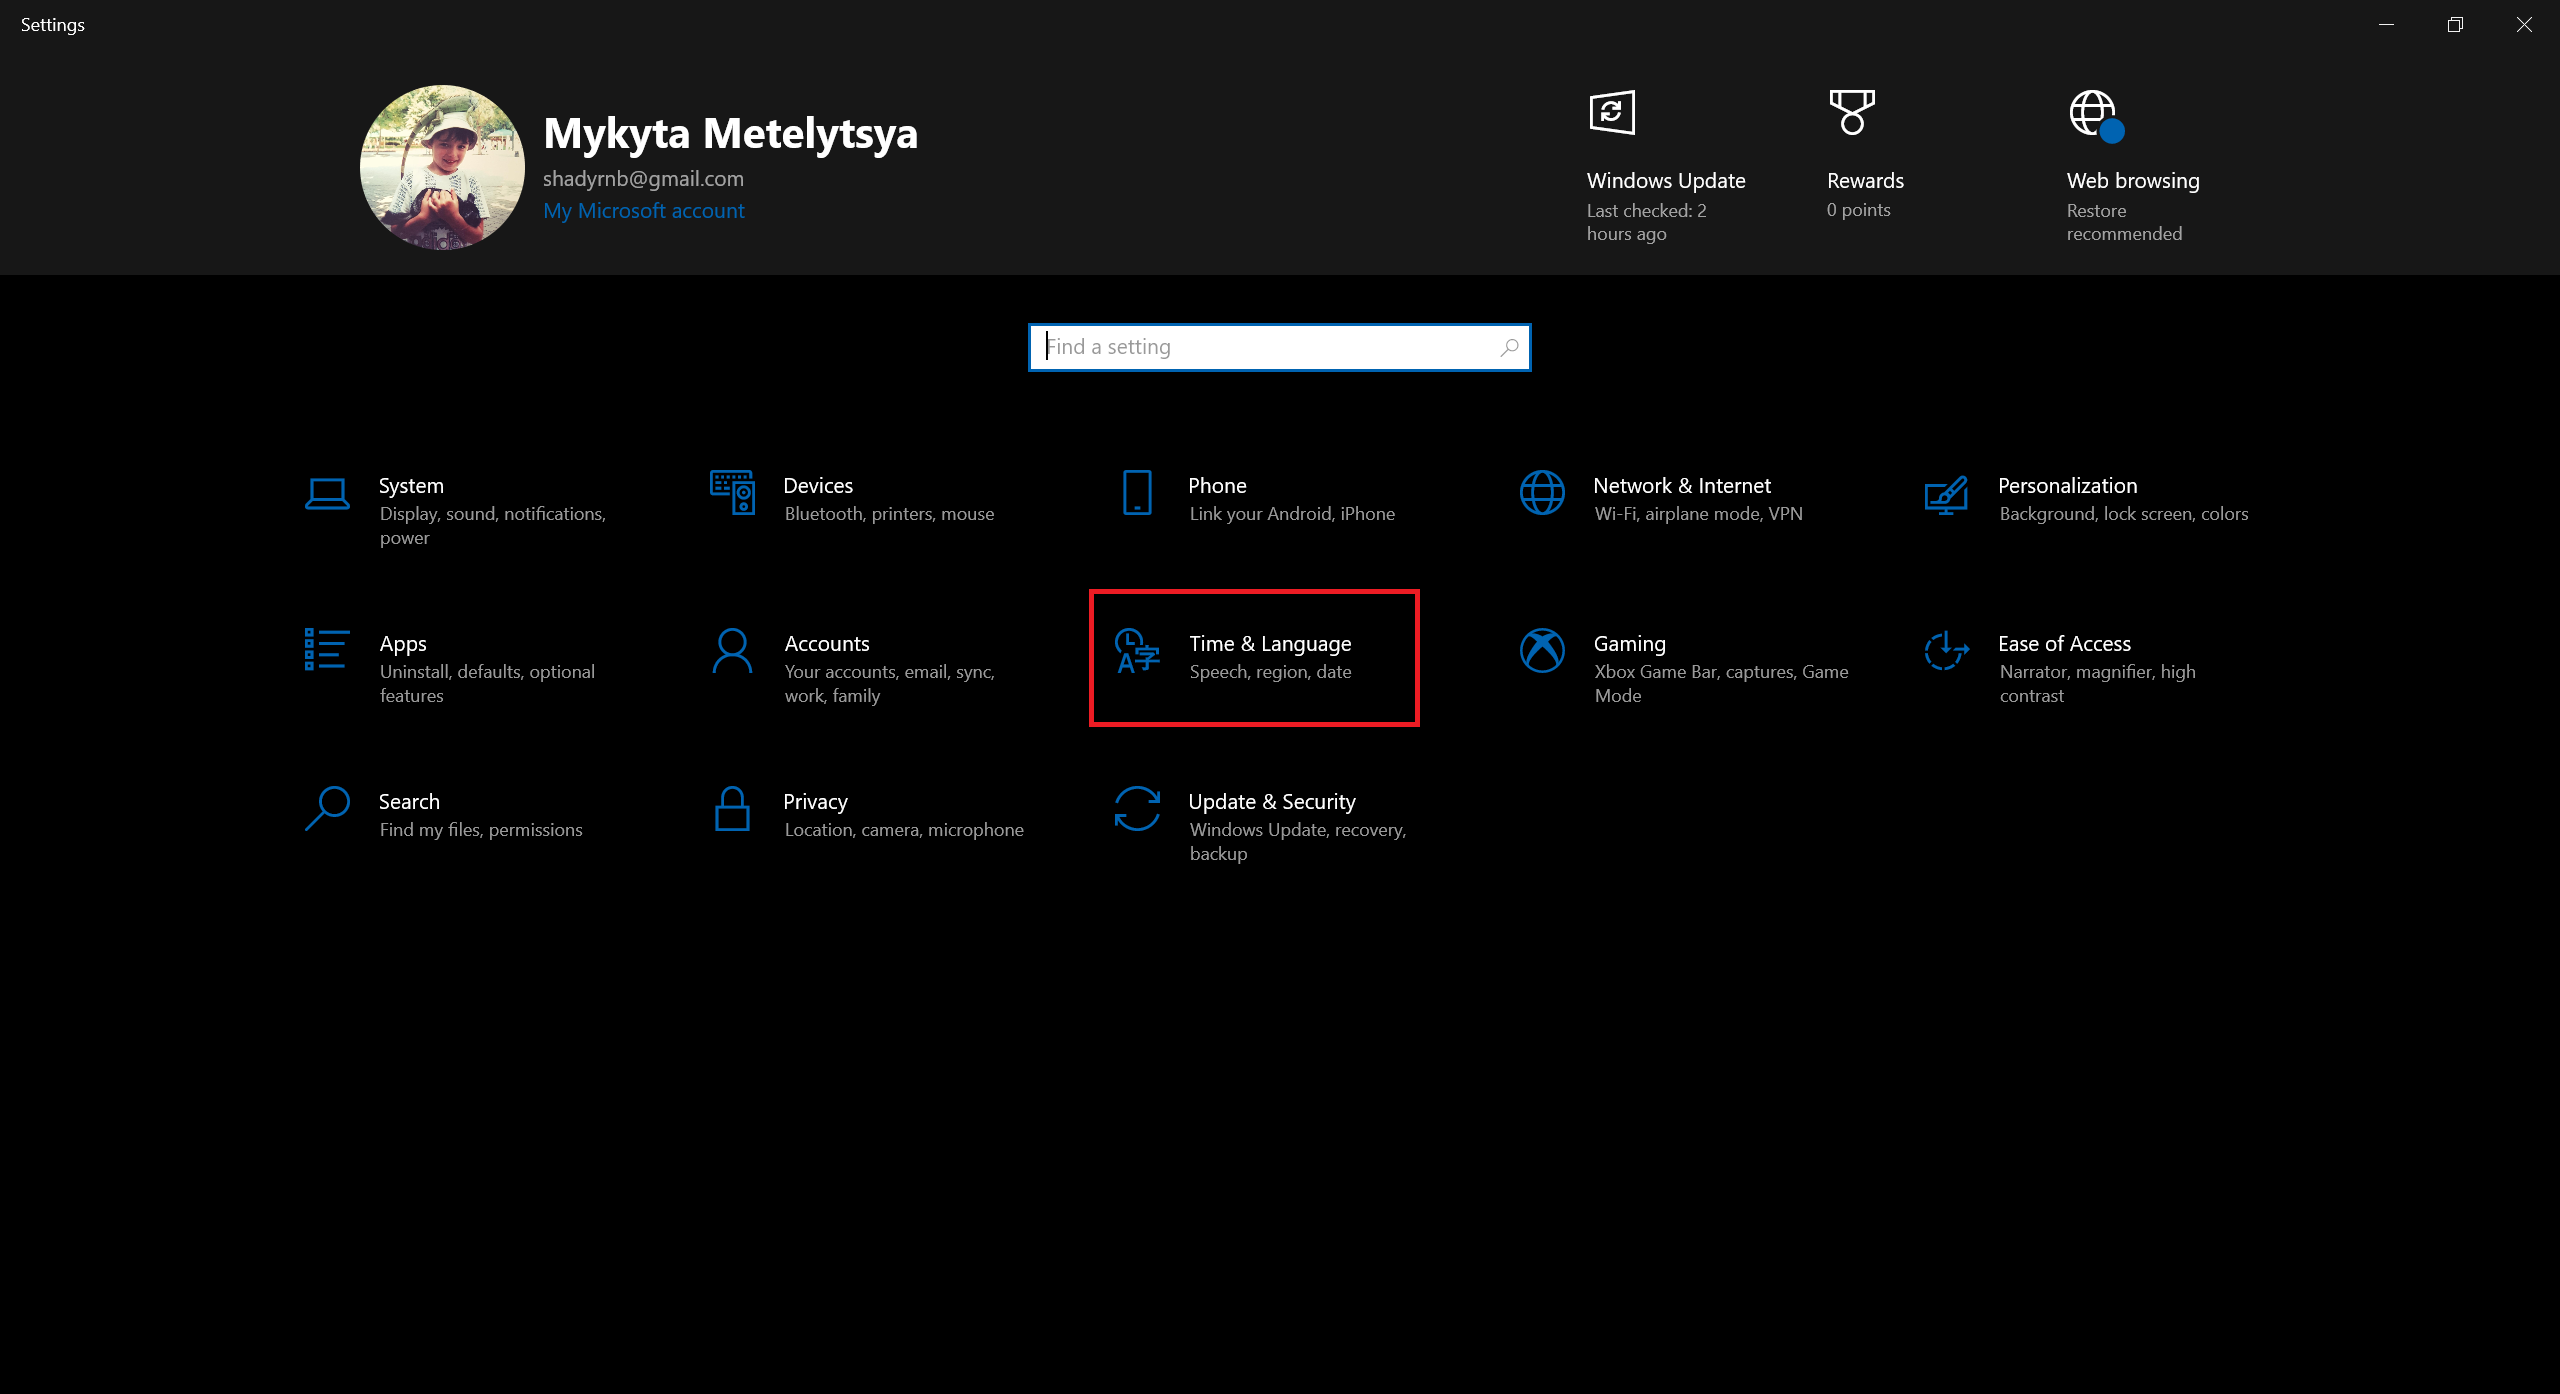 Settings
Mykyta Metelytsya
shadyrnb@gmail.com
My Microsoft account
Windows Update
Last checked: 2
hours ago
Rewards
0 points
Web browsing
Restore
recommended
Find a setting
System
Display, sound, notifications,
power
Devices
Bluetooth, printers, mouse
Phone
Link your Android, iPhone
Network & Internet
Wi-Fi, airplane mode, VPN
Personalization
Background, lock screen, colors
Apps
Uninstall, defaults, optional
features
Accounts
Your accounts, email, sync,
work, family
A字
Time & Language
Speech, region, date
Gaming
Xbox Game Bar, captures, Game
Mode
Ease of Access
Narrator, magnifier, high
contrast
Search
Find my files, permissions
Privacy
Location, camera, microphone
Update & Security
Windows Update, recovery,
backup